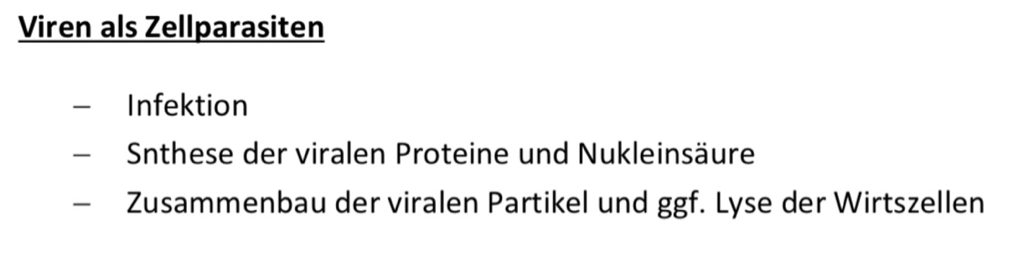 Viren als Zellparasiten
– Infektion
– Snthese der viralen Proteine und Nukleinsäure
– Zusammenbau der viralen Partikel und ggf. Lyse der Wirtszellen